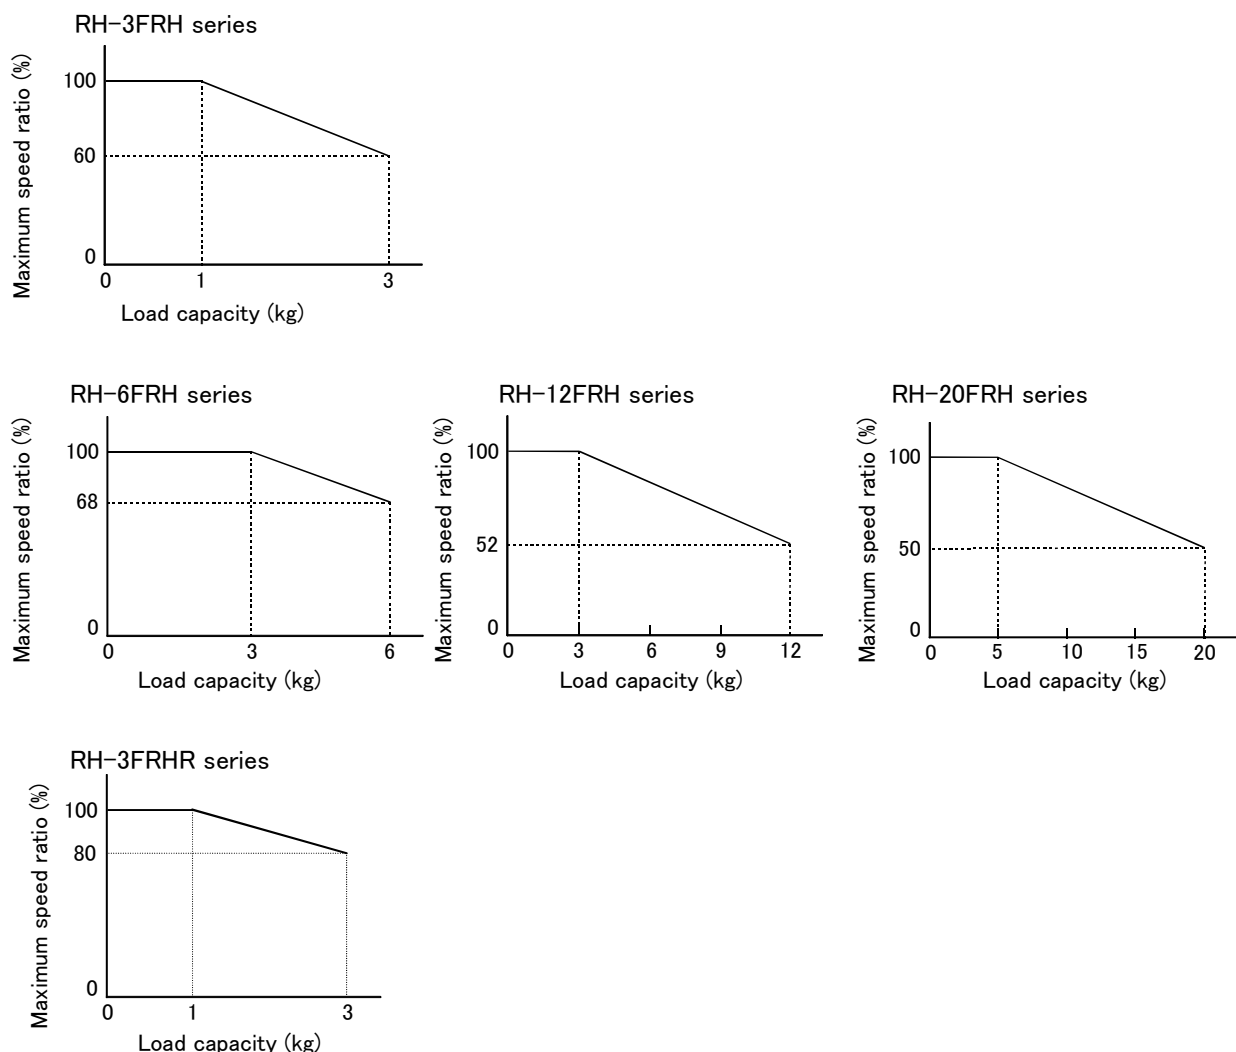 RH-3FRH series
Maximum speed ratio (%)
100
60
0
0 1 3
Load capacity (kg)
RH-6FRH series
Maximum speed ratio (%)
100
68
0
0 3 6
Load capacity (kg)
RH-12FRH series
Maximum speed ratio (%)
100
52
0
0 3 6 9 12
Load capacity (kg)
RH-20FRH series
Maximum speed ratio (%)
100
50
0
0 5 10 15 20
Load capacity (kg)
RH-3FRHR series
Maximum speed ratio (%)
100
80
0
0 1 3
Load capacity (kg)